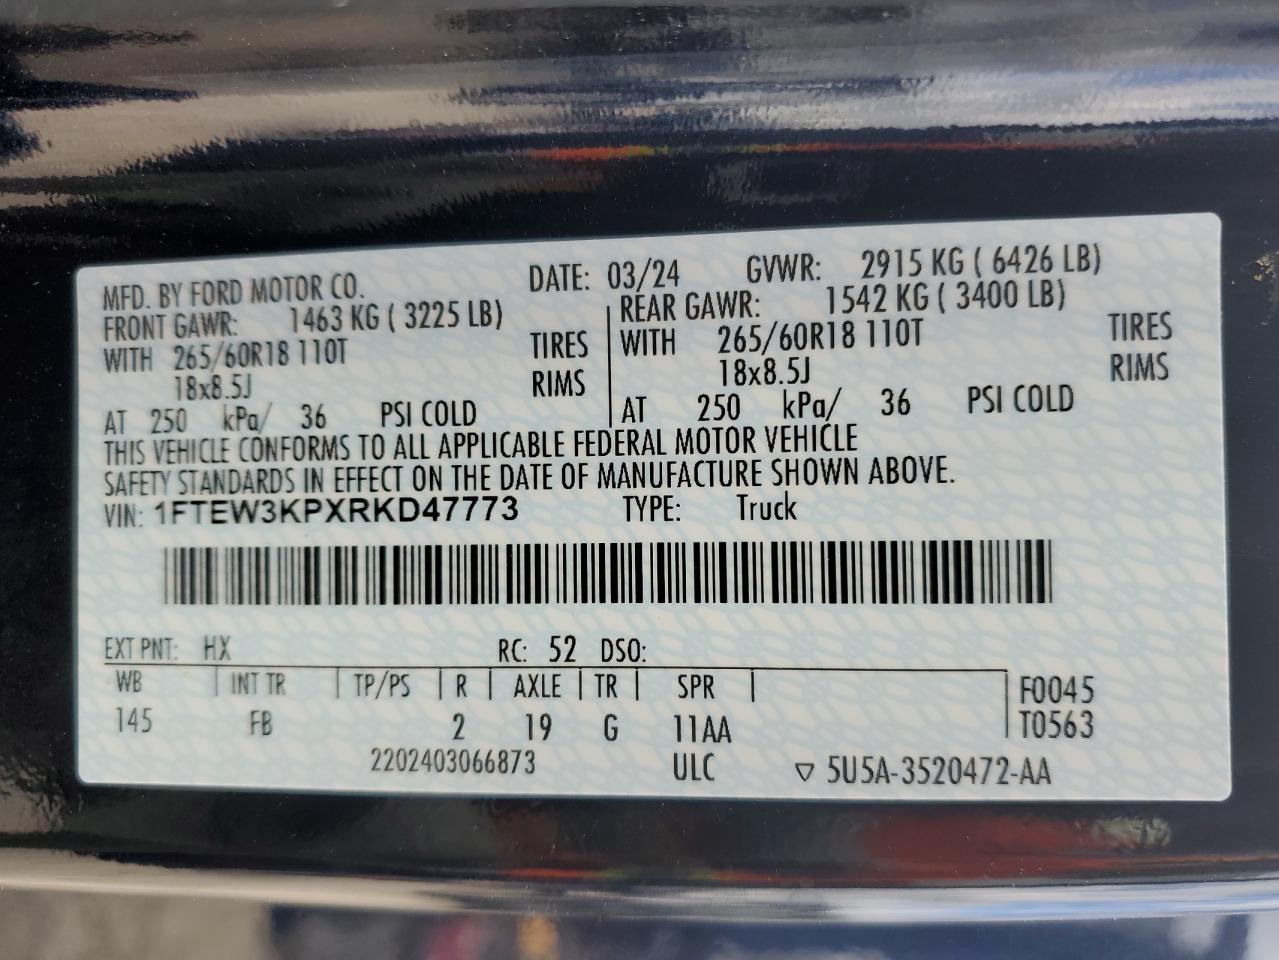 MFD. BY FORD MOTOR CO. DATE: 03/24 GVWR: 2915 KG ( 6426 LB)
FRONT GAWR: 1463 KG ( 3225 LB) REAR GAWR: 1542 KG ( 3400 LB)
WITH 265/60R18 110T TIRES WITH 265/60R18 110T TIRES
18x8.5J RIMS 18x8.5J RIMS
AT 250 kPa/ 36 PSI COLD AT 250 kPa/ 36 PSI COLD
THIS VEHICLE CONFORMS TO ALL APPLICABLE FEDERAL MOTOR VEHICLE
SAFETY STANDARDS IN EFFECT ON THE DATE OF MANUFACTURE SHOWN ABOVE.
VIN: 1FTEW3KPXRKD47773 TYPE: Truck
EXT PNT: HX RC: 52 DSO:
WB INT TR TP/PS R AXLE TR SPR F0045
145 FB 2 19 G 11AA T0563
2202403066873 ULC ▽ 5U5A-3520472-AA